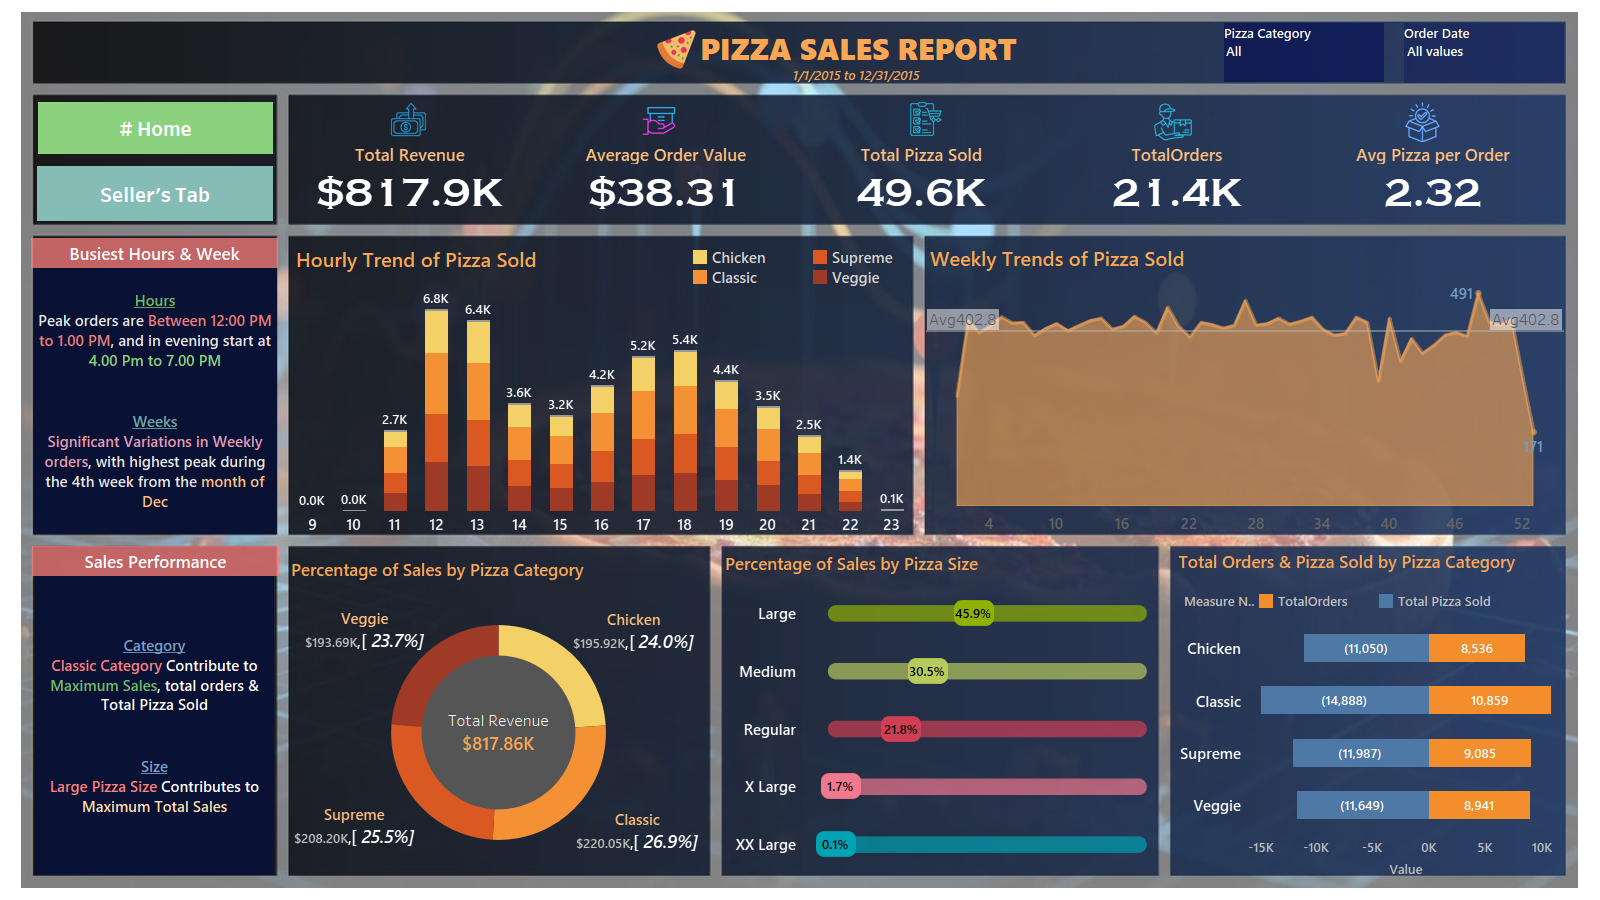 PIZZA SALES REPORT
1/1/2015 to 12/31/2015
Pizza Category
All
Order Date
All values
# Home
Seller's Tab
Total Revenue
$817.9K
Average Order Value
$38.31
Total Pizza Sold
49.6K
TotalOrders
21.4K
Avg Pizza per Order
2.32
Busiest Hours & Week
Hours
Peak orders are Between 12:00 PM
to 1.00 PM, and in evening start at
4.00 Pm to 7.00 PM
Weeks
Significant Variations in Weekly
orders, with highest peak during
the 4th week from the month of
Dec
Hourly Trend of Pizza Sold
Chicken
Supreme
Classic
Veggie
0.0K
0.0K
2.7K
6.8K
6.4K
3.6K
3.2K
4.2K
5.2K
5.4K
4.4K
3.5K
2.5K
1.4K
0.1K
9 10 11 12 13 14 15 16 17 18 19 20 21 22 23
Weekly Trends of Pizza Sold
491
Avg402.8
Avg402.8
171
4 10 16 22 28 34 40 46 52
Sales Performance
Category
Classic Category Contribute to
Maximum Sales, total orders &
Total Pizza Sold
Size
Large Pizza Size Contributes to
Maximum Total Sales
Percentage of Sales by Pizza Category
Veggie
$193.69K,[ 23.7%]
Chicken
$195.92K,[ 24.0%]
Total Revenue
$817.86K
Supreme
$208.20K,[ 25.5%]
Classic
$220.05K,[ 26.9%]
Percentage of Sales by Pizza Size
Large 45.9%
Medium 30.5%
Regular 21.8%
X Large 1.7%
XX Large 0.1%
Total Orders & Pizza Sold by Pizza Category
Measure N.. TotalOrders Total Pizza Sold
Chicken (11,050) 8,536
Classic (14,888) 10,859
Supreme (11,987) 9,085
Veggie (11,649) 8,941
-15K -10K -5K 0K 5K 10K
Value